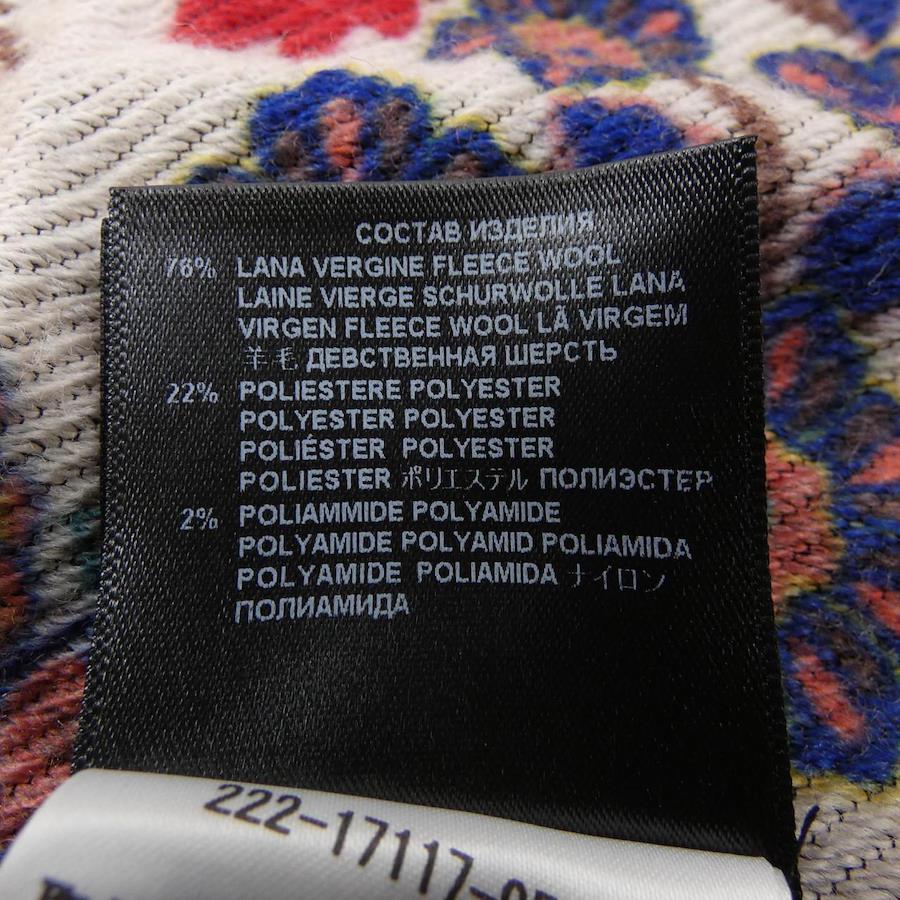 СОСТАВ ИЗДЕЛИЯ
76% LANA VERGINE FLEECE WOOL
LAINE VIERGE SCHURWOLLE LANA
VIRGEN FLEECE WOOL LÃ VIRGEM
羊毛 ДЕВСТВЕННАЯ ШЕРСТЬ
22% POLIESTERE POLYESTER
POLYESTER POLYESTER
POLIÉSTER POLYESTER
POLIESTER ポリエステル ПОЛИЭСТЕР
2% POLIAMMIDE POLYAMIDE
POLYAMIDE POLYAMID POLIAMIDA
POLYAMIDE POLIAMIDA ナイロン
ПОЛИАМИДА
222-17117-